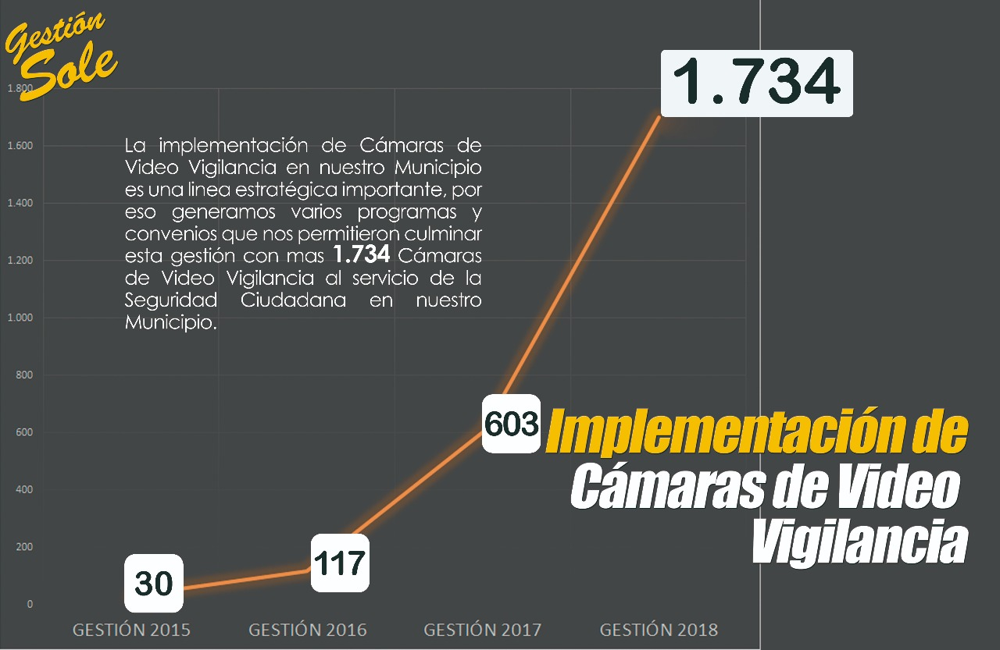 Gestión
Sole
1.734
1.800
1.600
1.400
1.200
1.000
800
600
400
200
0
La implementación de Cámaras de
Video Vigilancia en nuestro Municipio
es una linea estratégica importante, por
eso generamos varios programas y
convenios que nos permitieron culminar
esta gestión con mas 1.734 Cámaras
de Video Vigilancia al servicio de la
Seguridad Ciudadana en nuestro
Municipio.
603
Implementación de
Cámaras de Video
Vigilancia
117
30
GESTIÓN 2015 GESTIÓN 2016 GESTIÓN 2017 GESTIÓN 2018